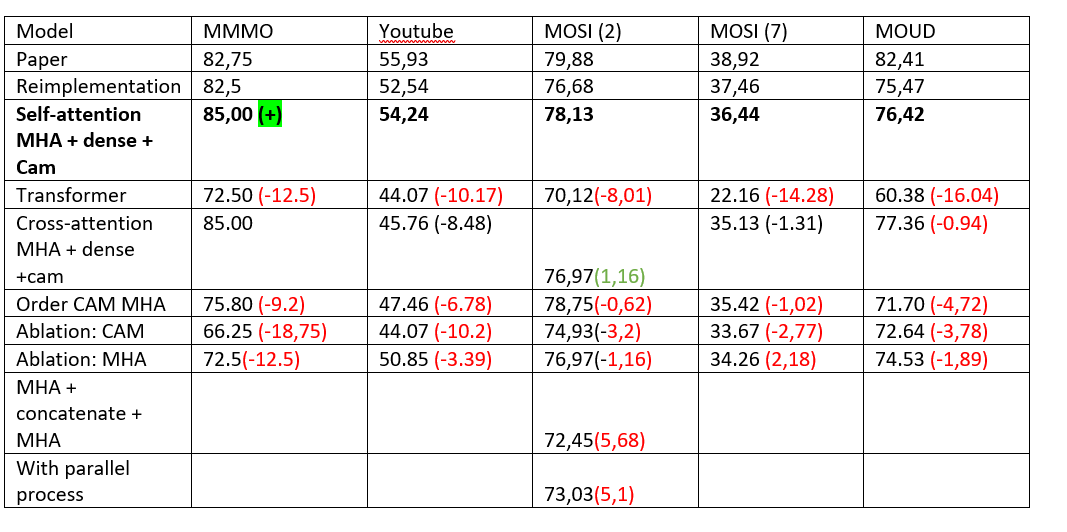 Model MMMO Youtube MOSI (2) MOSI (7) MOUD
Paper 82,75 55,93 79,88 38,92 82,41
Reimplementation 82,5 52,54 76,68 37,46 75,47
Self-attention 85,00 (+) 54,24 78,13 36,44 76,42
MHA + dense +
Cam
Transformer 72.50 (-12.5) 44.07 (-10.17) 70,12(-8,01) 22.16 (-14.28) 60.38 (-16.04)
Cross-attention 85.00 45.76 (-8.48) 35.13 (-1.31) 77.36 (-0.94)
MHA + dense
+cam 76,97(1,16)
Order CAM MHA 75.80 (-9.2) 47.46 (-6.78) 78,75(-0,62) 35.42 (-1,02) 71.70 (-4,72)
Ablation: CAM 66.25 (-18,75) 44.07 (-10.2) 74,93(-3,2) 33.67 (-2,77) 72.64 (-3,78)
Ablation: MHA 72.5(-12.5) 50.85 (-3.39) 76,97(-1,16) 34.26 (2,18) 74.53 (-1,89)
MHA +
concatenate +
MHA 72,45(5,68)
With parallel
process 73,03(5,1)